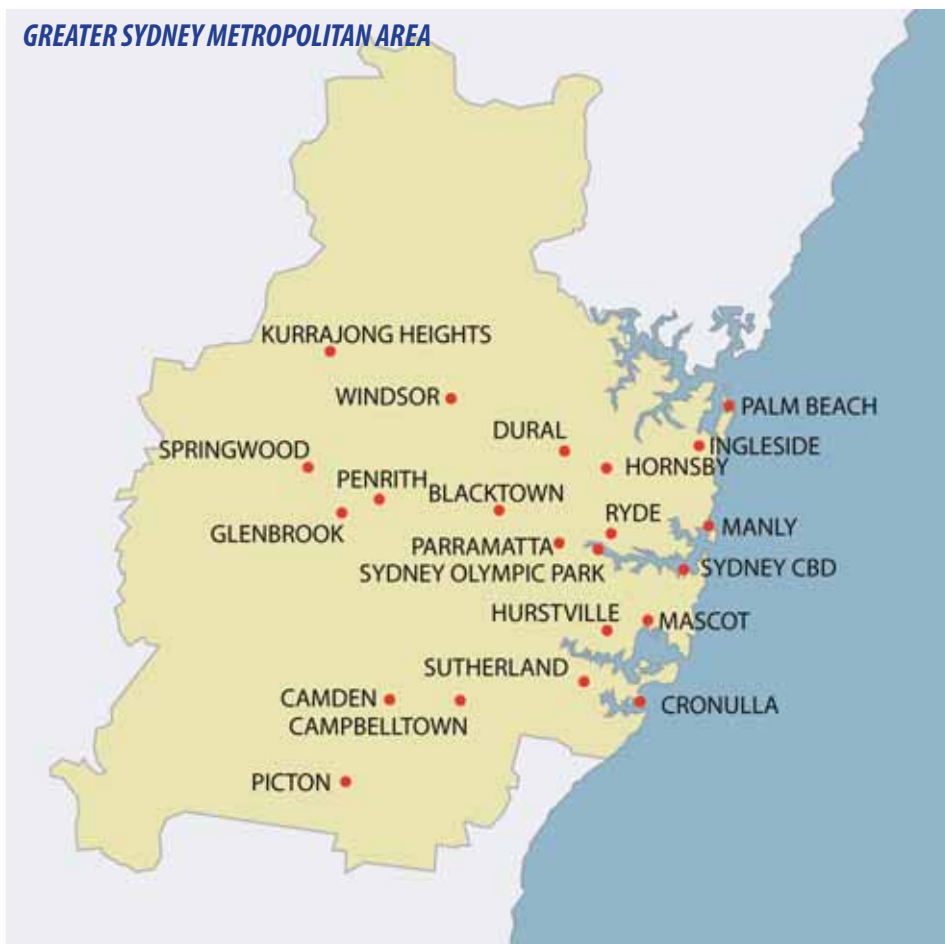 GREATER SYDNEY METROPOLITAN AREA
KURRAJONG HEIGHTS
WINDSOR
PALM BEACH
DURAL
INGLESIDE
SPRINGWOOD
HORNSBY
PENRITH
BLACKTOWN
RYDE
GLENBROOK
MANLY
PARRAMATTA
SYDNEY CBD
SYDNEY OLYMPIC PARK
HURSTVILLE
MASCOT
SUTHERLAND
CAMDEN
CRONULLA
CAMPBELLTOWN
PICTON